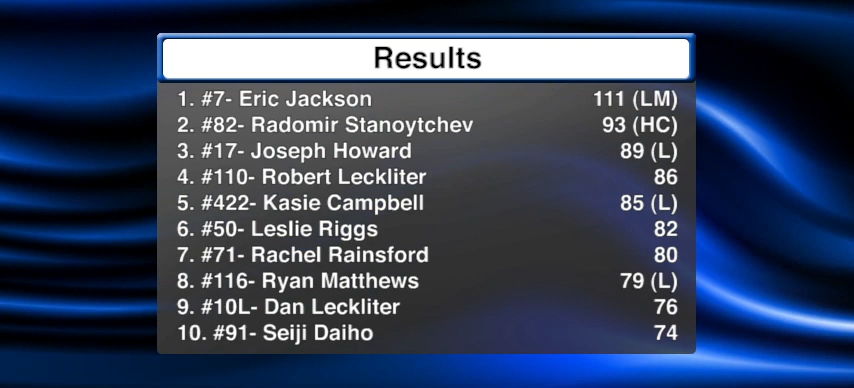 Results
1. #7- Eric Jackson 111 (LM)
2. #82- Radomir Stanoytchev 93 (HC)
3. #17- Joseph Howard 89 (L)
4. #110- Robert Leckliter 86
5. #422- Kasie Campbell 85 (L)
6. #50- Leslie Riggs 82
7. #71- Rachel Rainsford 80
8. #116- Ryan Matthews 79 (L)
9. #10L- Dan Leckliter 76
10. #91- Seiji Daiho 74